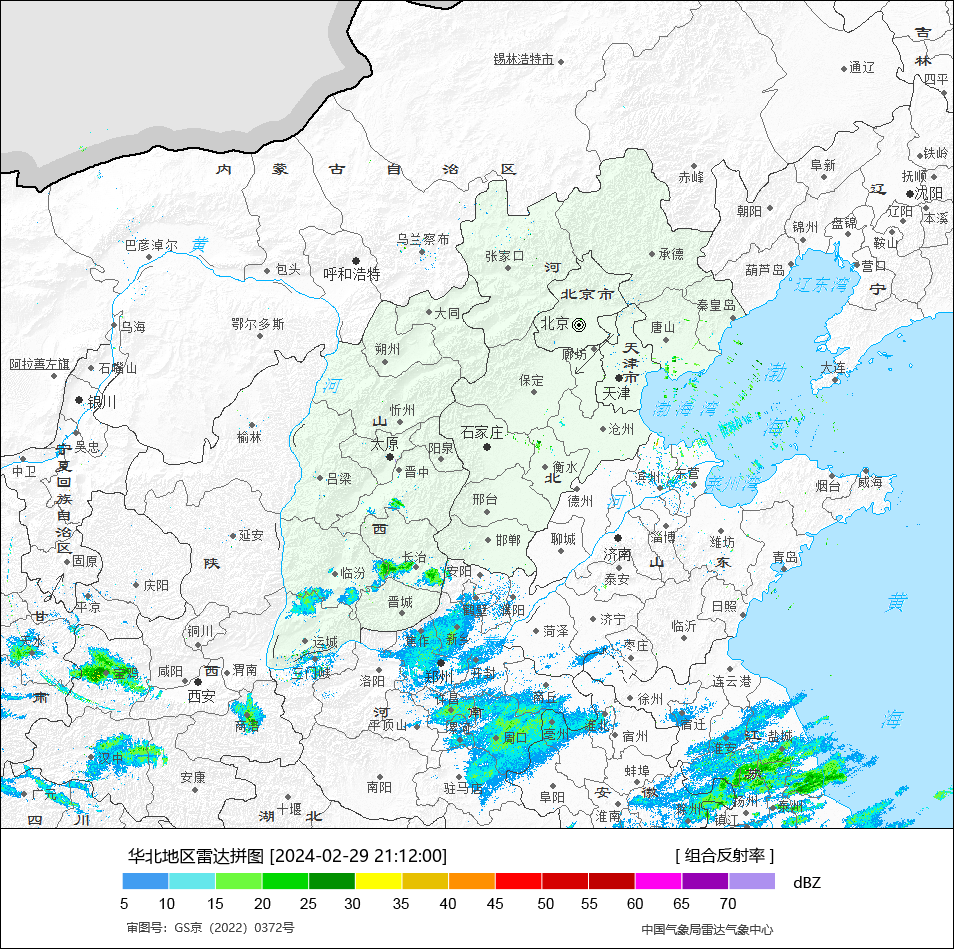 吉
锡林浩特市
林
通辽
四平
铁岭
阜新
内 蒙 古 自 治 区
赤峰
抚顺
辽
沈阳
朝阳
辽阳
本溪
锦州
盘锦
鞍山
巴彦淖尔
黄
乌兰察布
张家口
承德
河
营口
葫芦岛
包头
呼和浩特
辽东湾
宁
北京市
秦皇岛
大同
乌海
鄂尔多斯
北京
唐山
朔州
廊坊
天
津
市
阿拉善左旗
石嘴山
大连
渤
保定
河
天津
银川
渤海湾
忻州
山
海
沧州
榆林
太原
石家庄
吴忠
宁
夏
回
族
自
治
区
阳泉
中卫
晋中
衡水
吕梁
北
滨州
东营
莱州湾
烟台
威海
邢台
德州
河
西
延安
邯郸
聊城
淄博
潍坊
济南
青岛
固原
陕
长治
山 东
临汾
安阳
泰安
庆阳
晋城
黄
平凉
鹤壁
濮阳
日照
甘
济宁
临沂
铜川
菏泽
天水
运城
焦作
新乡
黄
枣庄
咸阳
西
渭南
宝鸡
三门峡
洛阳
郑州
开封
连云港
西安
肃
许昌
商丘
徐州
河 南
商洛
平顶山
漯河
宿迁
海
周口
亳州
淮北
宿州
江
盐城
淮安
汉中
苏
安康
南阳
驻马店
阜阳
蚌埠
安 徽
广元
十堰
滁州
扬州
泰州
四 川
湖 北
淮南
镇江
华北地区雷达拼图 [2024-02-29 21:12:00]
[ 组合反射率 ]
dBZ
5 10 15 20 25 30 35 40 45 50 55 60 65 70
审图号：GS京（2022）0372号
中国气象局雷达气象中心